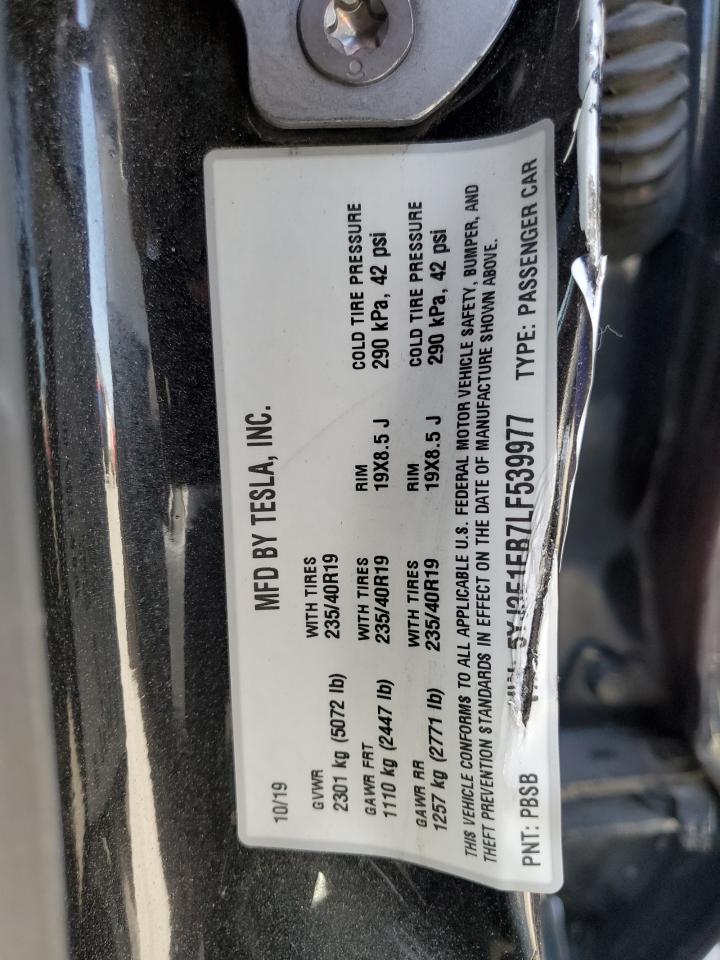 MFD BY TESLA, INC.
10/19
GVWR WITH TIRES
2301 kg (5072 lb) 235/40R19
GAWR FRT WITH TIRES RIM COLD TIRE PRESSURE
1110 kg (2447 lb) 235/40R19 19X8.5 J 290 kPa, 42 psi
GAWR RR WITH TIRES RIM COLD TIRE PRESSURE
1257 kg (2771 lb) 235/40R19 19X8.5 J 290 kPa, 42 psi
THIS VEHICLE CONFORMS TO ALL APPLICABLE U.S. FEDERAL MOTOR VEHICLE SAFETY, BUMPER, AND
THEFT PREVENTION STANDARDS IN EFFECT ON THE DATE OF MANUFACTURE SHOWN ABOVE.
PNT: PBSB VIN: 5YJ3E1EB7LF539977 TYPE: PASSENGER CAR